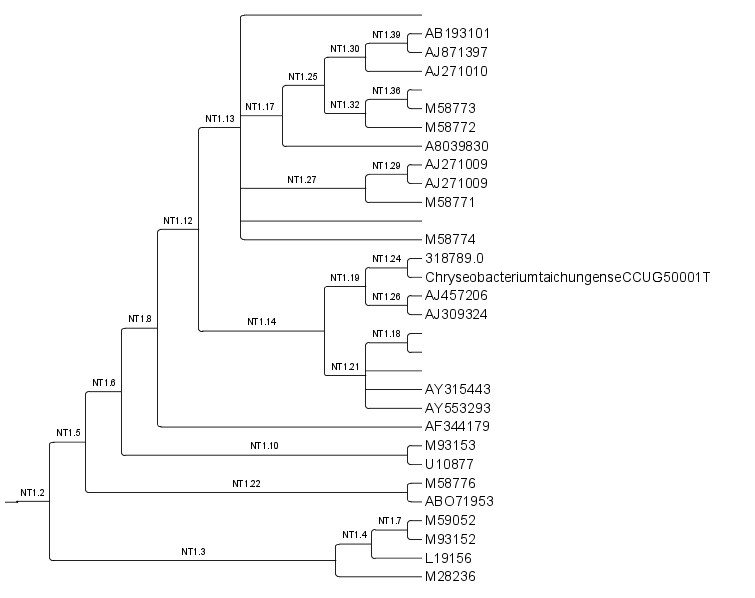 AB193101
NT1.39
AJ871397
NT1.30
AJ271010
NT1.25
NT1.36
M58773
NT1.17
NT1.32
NT1.13
M58772
A8039830
AJ271009
NT1.29
NT1.27
AJ271009
M58771
NT1.12
M58774
318789.0
NT1.24
ChryseobacteriumtaichungenseCCUG50001T
NT1.19
AJ457206
NT1.26
AJ309324
NT1.8
NT1.14
NT1.18
NT1.21
NT1.6
AY315443
AY553293
AF344179
NT1.5
M93153
NT1.10
U10877
M58776
NT1.22
NT1.2
ABO71953
M59052
NT1.7
NT1.4
M93152
NT1.3
L19156
M28236